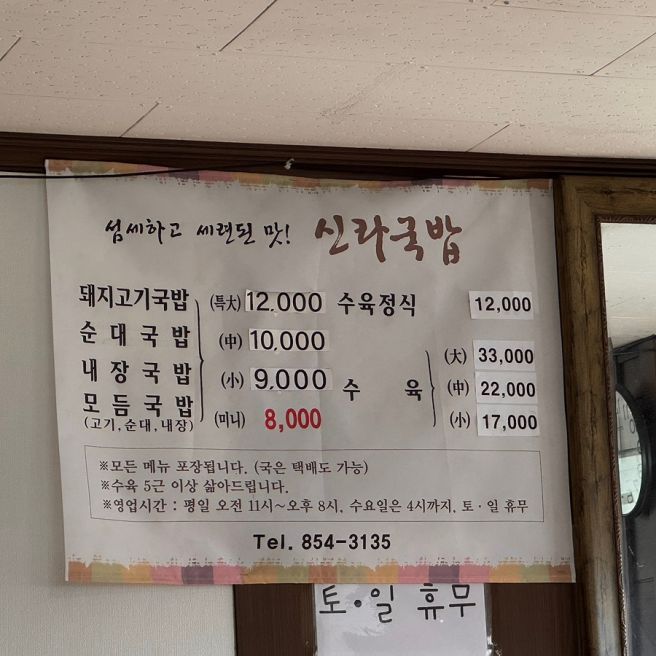 섬세하고 세련된 맛! 신라국밥
돼지고기국밥 (특大) 12,000 수육정식 12,000
순대국밥 (中) 10,000
내장국밥 (小) 9,000
모듬국밥 (미니) 8,000
(고기, 순대, 내장)
수육 (大) 33,000
(中) 22,000
(小) 17,000
※모든 메뉴 포장됩니다. (국은 택배도 가능)
※수육 5근 이상 삶아드립니다.
※영업시간 : 평일 오전 11시~오후 8시, 수요일은 4시까지, 토·일 휴무
Tel. 854-3135
토·일 휴무